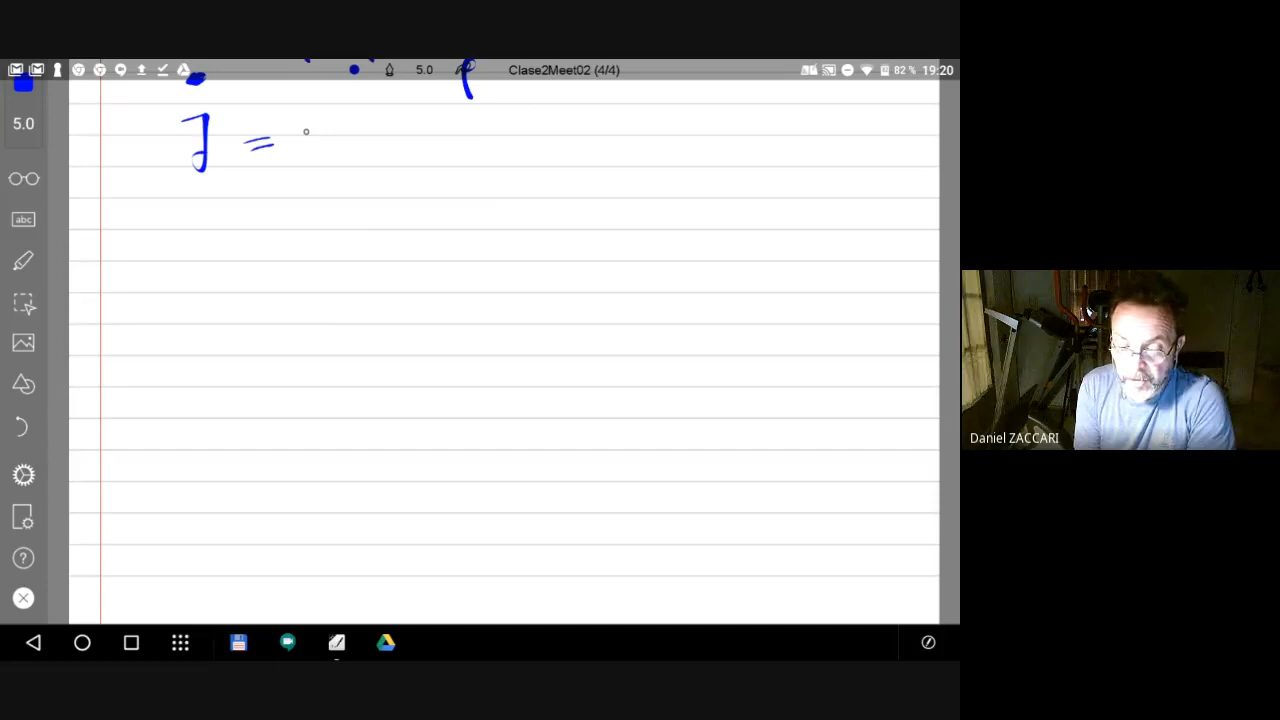 5.0 Clase2Meet02 (4/4) 82 % 19:20
5.0
J =
abc
?
Daniel ZACCARI